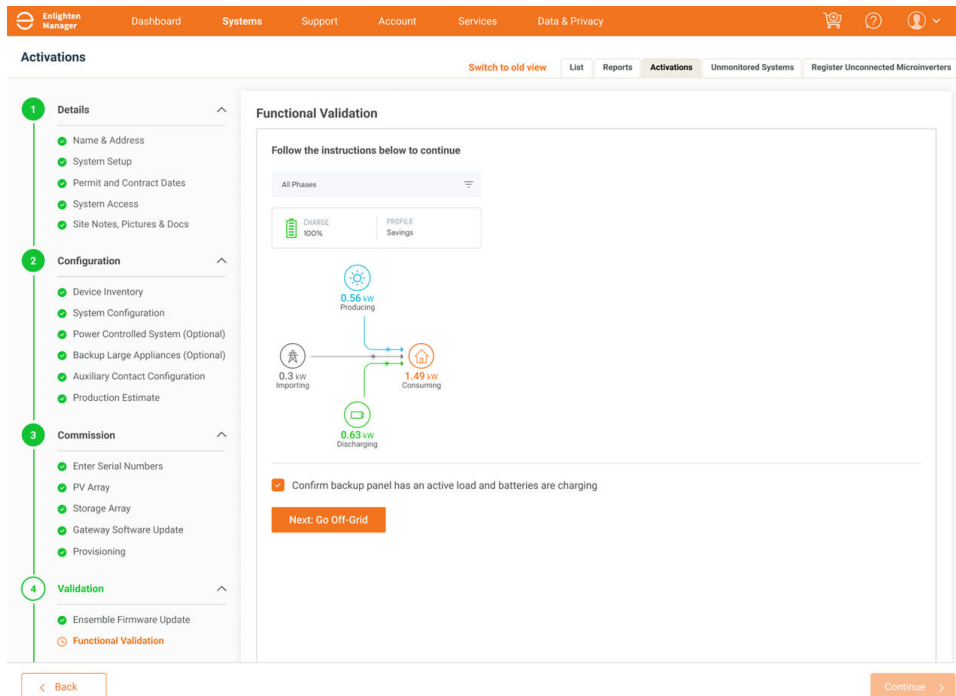 Enlighten Manager
Dashboard
Systems
Support
Account
Services
Data & Privacy
Activations
Switch to old view
List
Reports
Activations
Unmonitored Systems
Register Unconnected Microinverters
1
Details
Name & Address
System Setup
Permit and Contract Dates
System Access
Site Notes, Pictures & Docs
2
Configuration
Device Inventory
System Configuration
Power Controlled System (Optional)
Backup Large Appliances (Optional)
Auxiliary Contact Configuration
Production Estimate
3
Commission
Enter Serial Numbers
PV Array
Storage Array
Gateway Software Update
Provisioning
4
Validation
Ensemble Firmware Update
Functional Validation
Functional Validation
Follow the instructions below to continue
All Phases
CHARGE
100%
PROFILE
Savings
0.56 kW
Producing
0.3 kW
Importing
1.49 kW
Consuming
0.63 kW
Discharging
Confirm backup panel has an active load and batteries are charging
Next: Go Off-Grid
Back
Continue